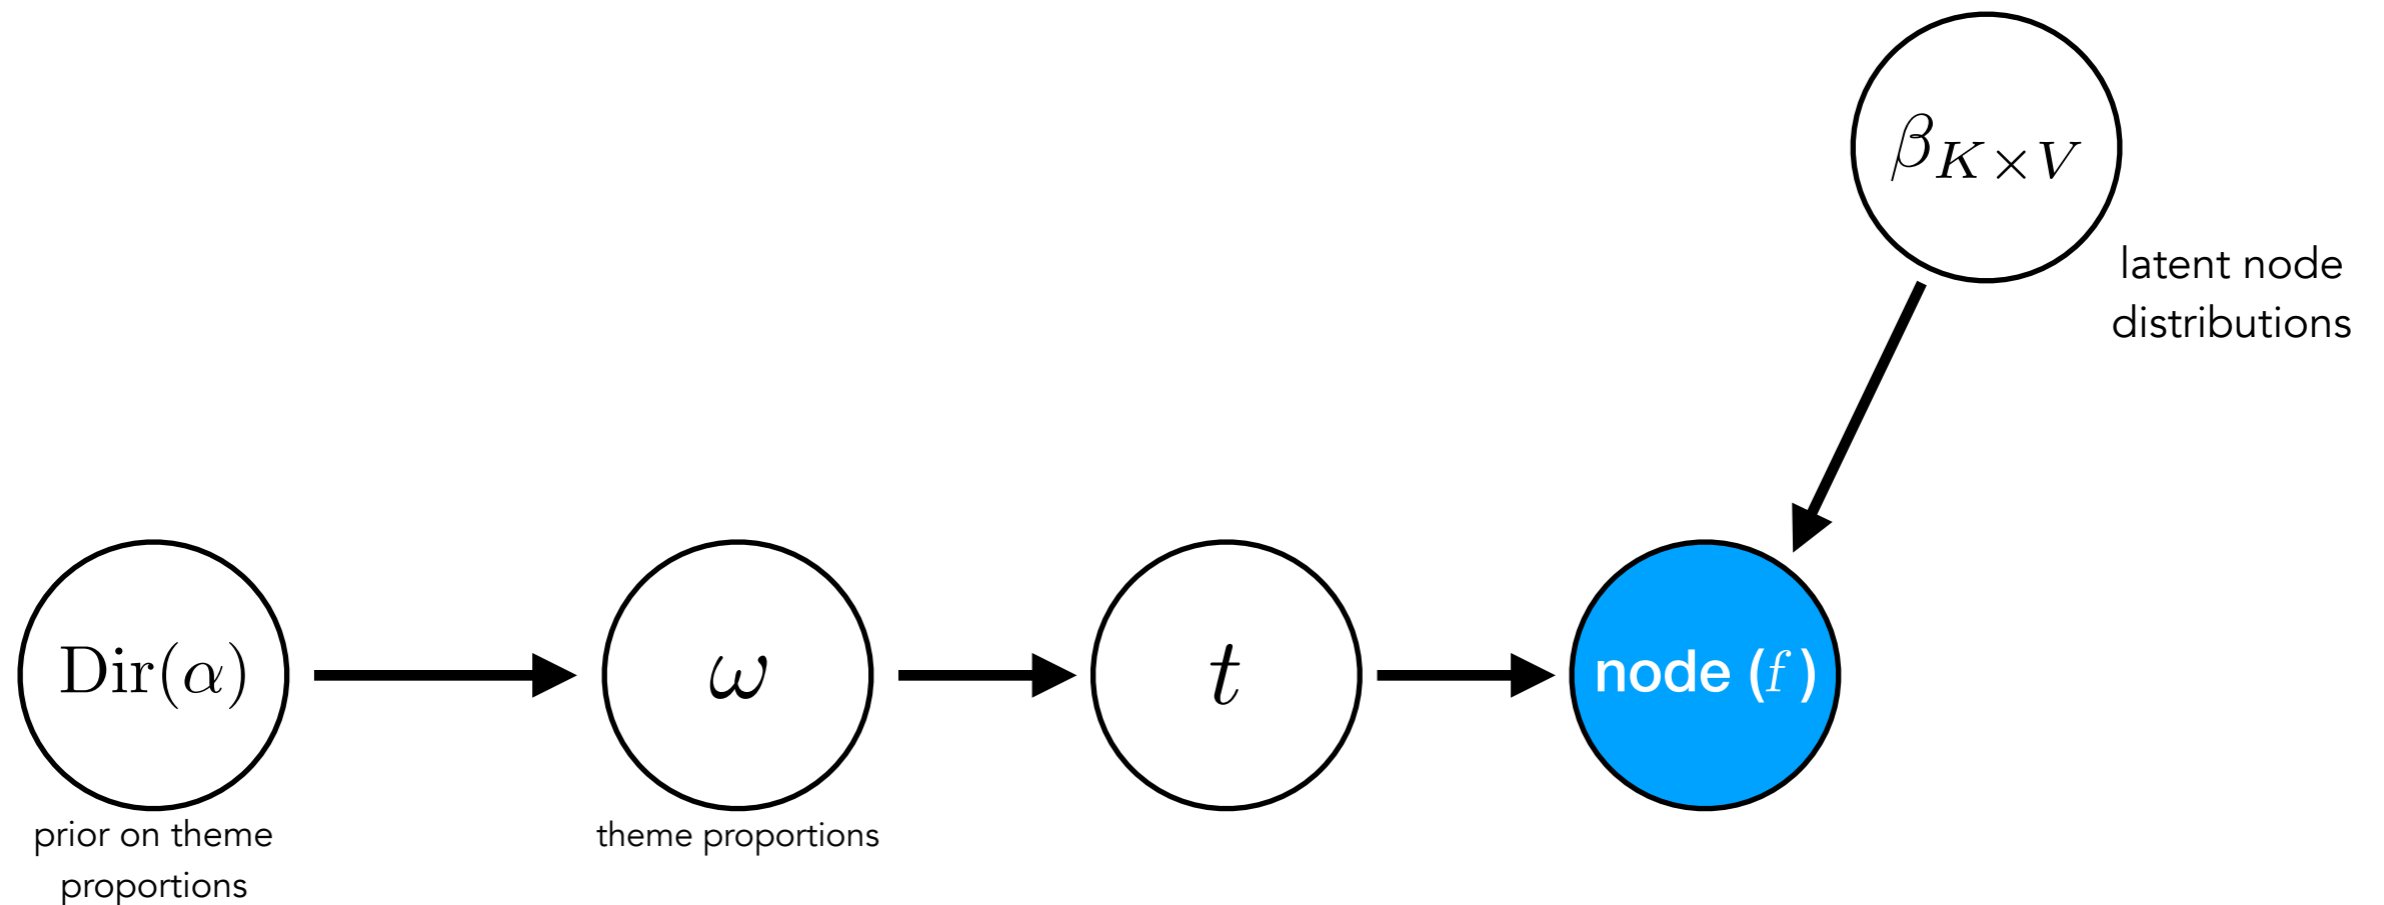 β_{K×V}
latent node
distributions
Dir(α)
ω
t
node (f)
prior on theme
proportions
theme proportions